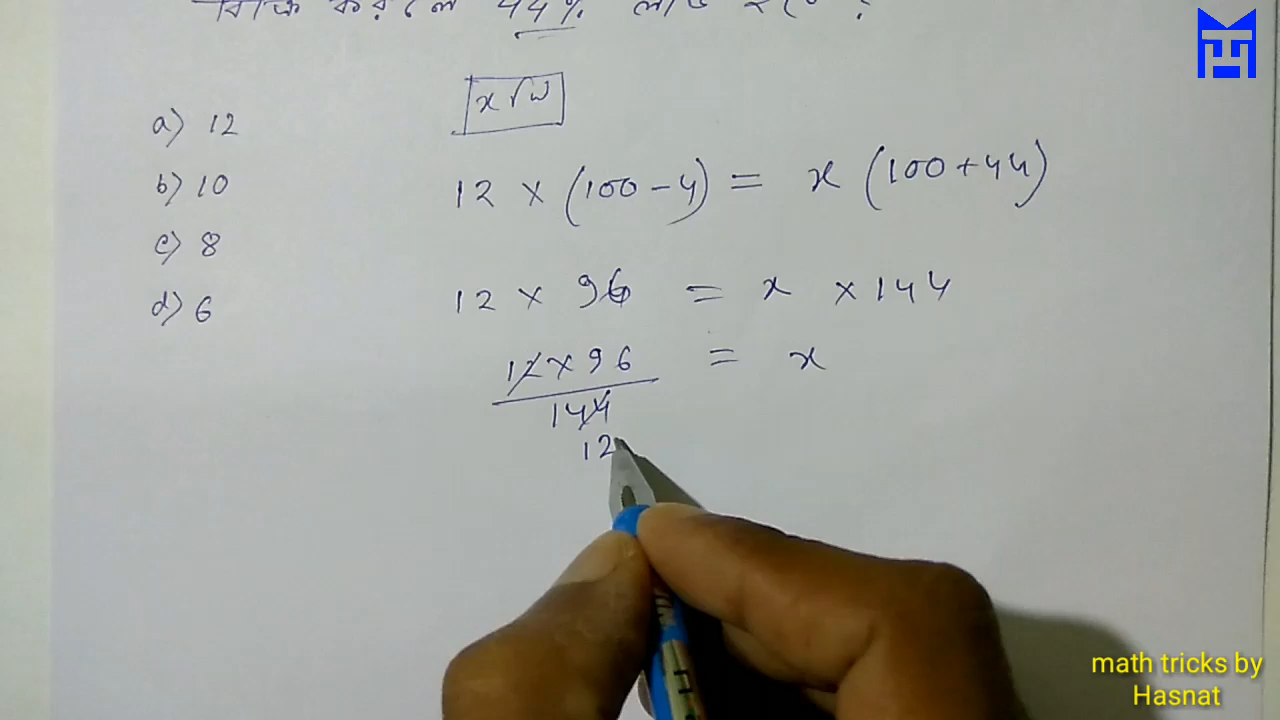 করলে 44%
a) 12
b) 10
c) 8
d) 6
x টি
12 × (100 - 4) = x (100 + 44)
12 × 96 = x × 144
12 × 96 = x
144
12
math tricks by
Hasnat